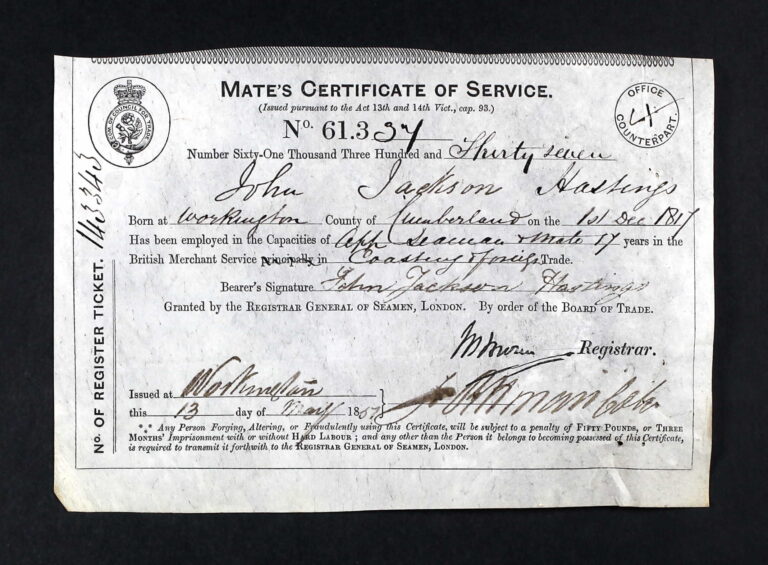 MATE'S CERTIFICATE OF SERVICE.
(Issued pursuant to the Act 13th and 14th Vict., cap. 93.)
No. 61.337
OFFICE
COUNTERPART.
Number Sixty-One Thousand Three Hundred and Thirty seven
John Jackson Hastings
Born at Workington County of Cumberland on the 1st Dec 1817
Has been employed in the Capacities of App Seaman & Mate 17 years in the
British Merchant Service principally in Coasting & foreign Trade.
Bearer's Signature John Jackson Hastings
Granted by the REGISTRAR GENERAL OF SEAMEN, LONDON. By order of the BOARD OF TRADE.
Registrar.
Issued at Workington
this 13 day of May 185
*** Any Person Forging, Altering, or Fraudulently using this Certificate, will be subject to a penalty of FIFTY POUNDS, or THREE
MONTHS' Imprisonment with or without HARD LABOUR; and any other than the Person it belongs to becoming possessed of this Certificate,
is required to transmit it forthwith to the REGISTRAR GENERAL OF SEAMEN, LONDON.
No. OF REGISTER TICKET. 143343